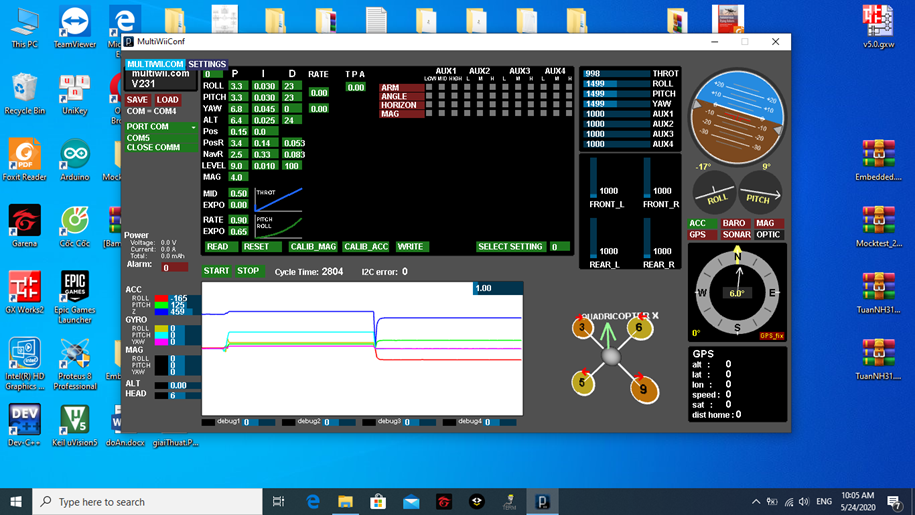 This PC
TeamViewer
v5.0.gxw
MultiWiiConf
MULTIWII.COM SETTINGS
multiwii.com
V231
SAVE LOAD
COM = COM4
PORT COM
COM5
CLOSE COMM
0 P I D RATE T P A
ROLL 3.3 0.030 23 0.00 0.00
PITCH 3.3 0.030 23
YAW 6.8 0.045 0 0.00
ALT 6.4 0.025 24
Pos 0.15 0.0
PosR 3.4 0.14 0.053
NavR 2.5 0.33 0.083
LEVEL 9.0 0.010 100
MAG 4.0
MID 0.50
EXPO 0.00
THROT
RATE 0.90
EXPO 0.65
PITCH
ROLL
AUX1 AUX2 AUX3 AUX4
LOW MID HIGH L M H L M H L M H
ARM
ANGLE
HORIZON
MAG
READ RESET CALIB_MAG CALIB_ACC WRITE SELECT SETTING 0
998 THROT
1499 ROLL
1499 PITCH
1499 YAW
1000 AUX1
1000 AUX2
1000 AUX3
1000 AUX4
1000 1000
FRONT_L FRONT_R
1000 1000
REAR_L REAR_R
-17° 9°
ROLL PITCH
ACC BARO MAG
GPS SONAR OPTIC
N
W E
S
6.0°
0° GPS_fix
GPS
alt : 0
lat : 0
lon : 0
speed : 0
sat : 0
dist home : 0
Power
Voltage: 0.0 V
Current: 0.0 A
Total: 0.0 mAh
Alarm: 0
START STOP Cycle Time: 2804 I2C error: 0
1.00
ACC
ROLL -165
PITCH 125
Z 459
GYRO
ROLL 0
PITCH 0
YAW 0
MAG
ROLL 0
PITCH 0
YAW 0
ALT 0.00
HEAD 6
debug1 0 debug2 0 debug3 0 debug4 0
QUADRICOPTER X
3 6
5 9
Recycle Bin
UniKey
Foxit Reader
Arduino
Garena
Cốc Cốc
GX Works2
Epic Games
Launcher
Intel(R) HD
Graphics ...
Proteus 8
Professional
Dev-C++
Keil uVision5
doAn.docx
giaiThuat.P...
Embedded....
Mocktest_2...
TuanNH31...
TuanNH31...
Type here to search
ENG
10:05 AM
5/24/2020